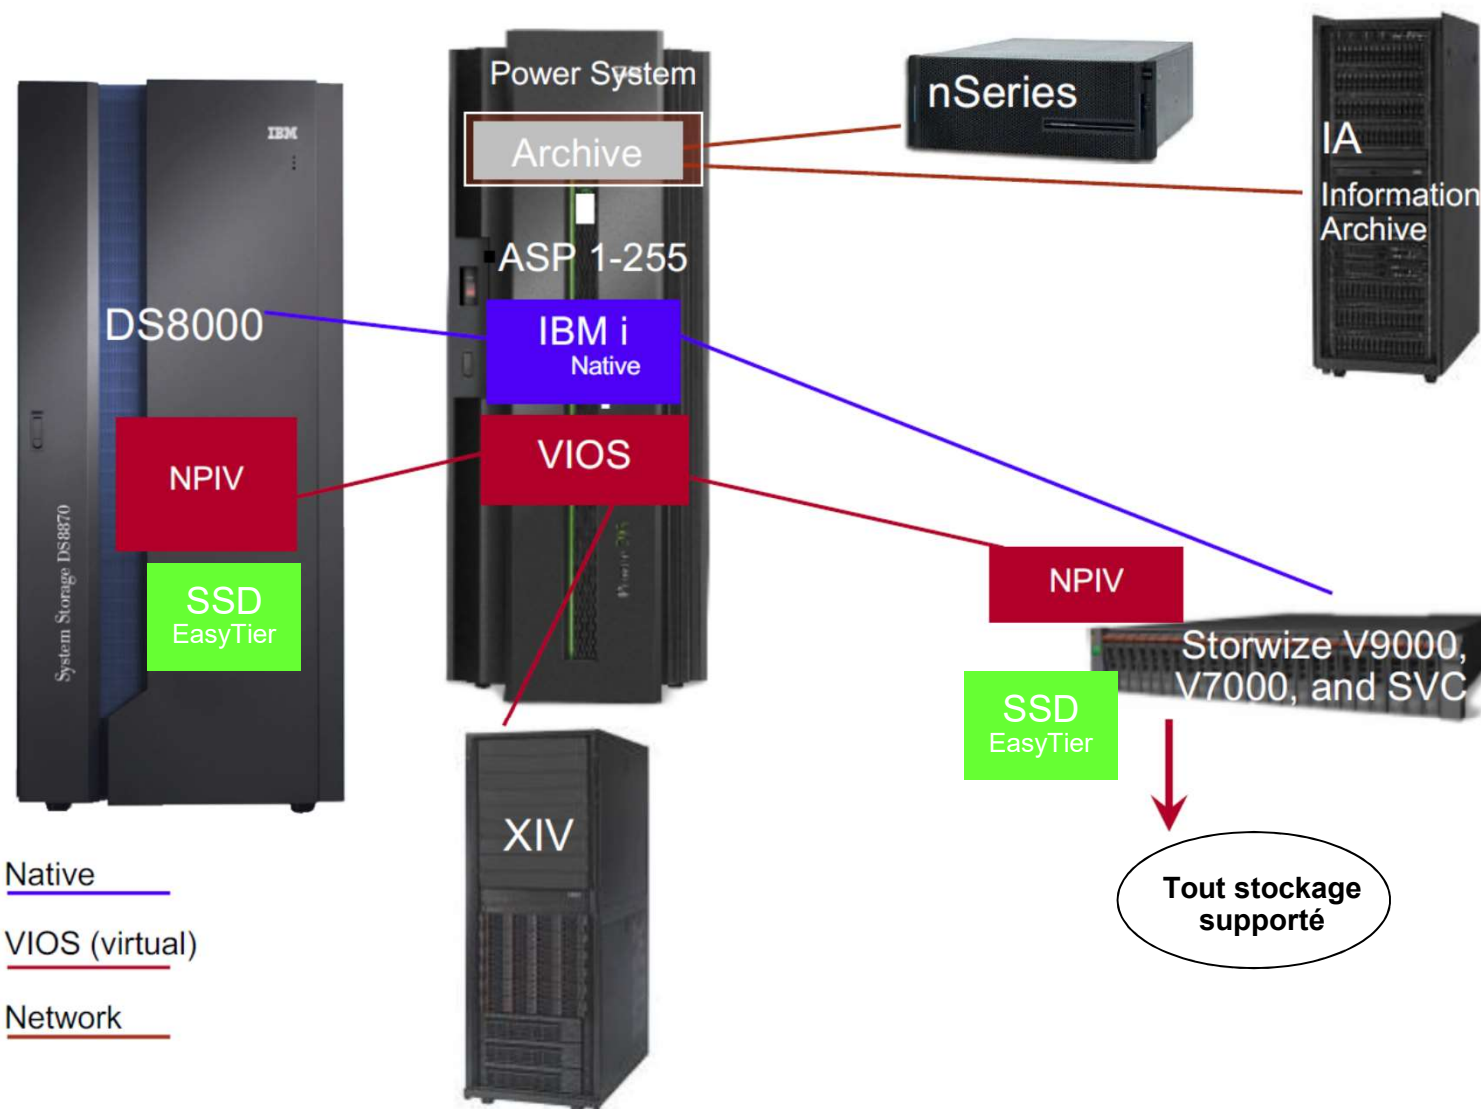 Power System
nSeries
IBM
Archive
IA
Information
Archive
ASP 1-255
DS8000
IBM i
Native
VIOS
NPIV
System Storage DS8870
SSD
EasyTier
NPIV
Storwize V9000,
V7000, and SVC
SSD
EasyTier
XIV
Tout stockage
supporté
Native
VIOS (virtual)
Network